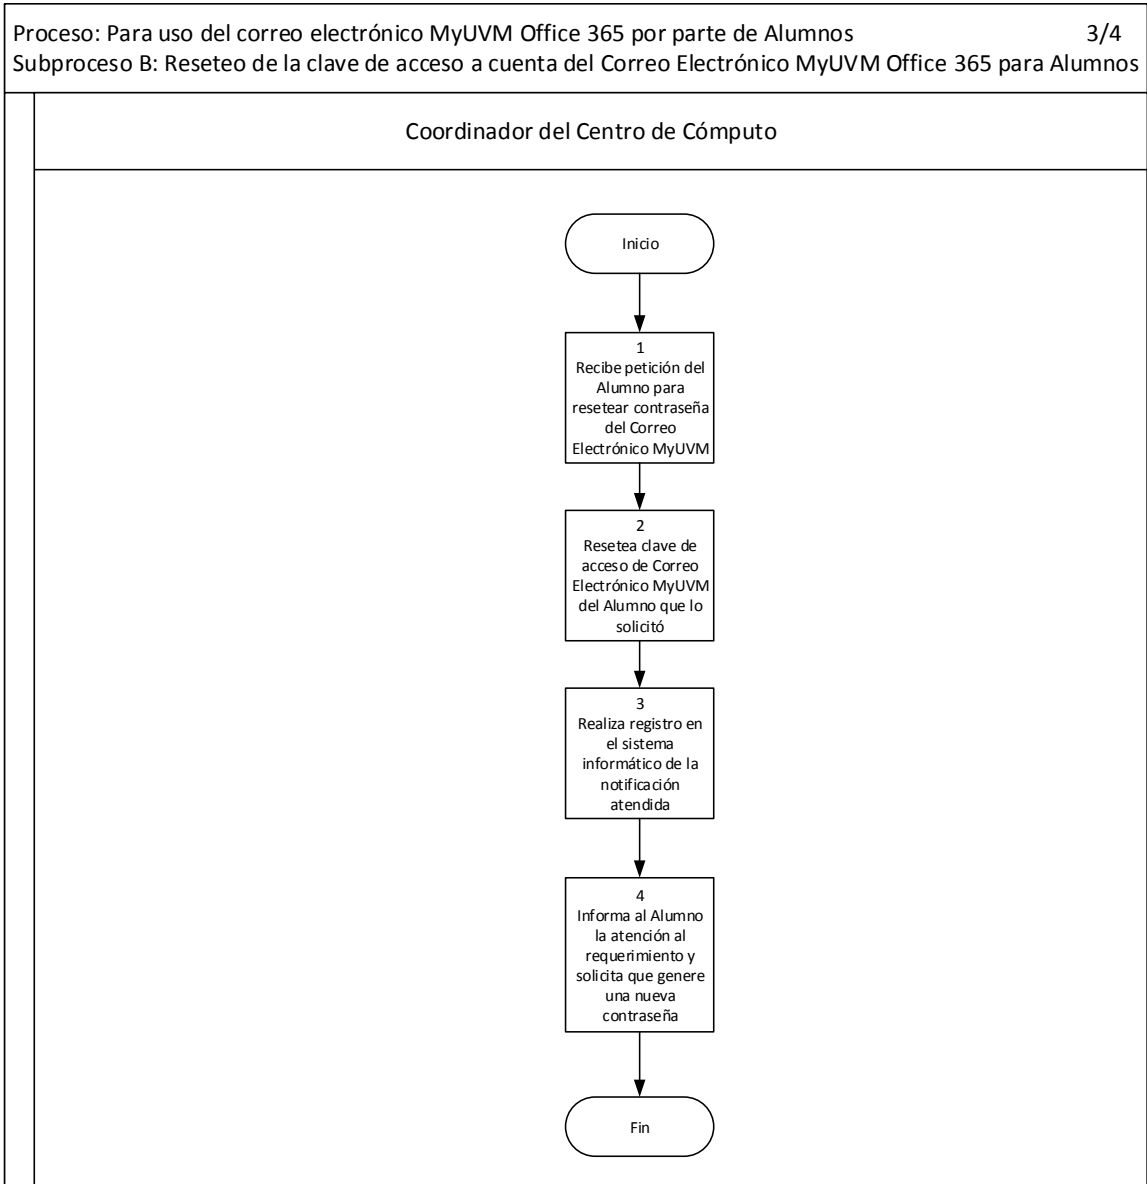 Proceso: Para uso del correo electrónico MyUVM Office 365 por parte de Alumnos 3/4
Subproceso B: Reseteo de la clave de acceso a cuenta del Correo Electrónico MyUVM Office 365 para Alumnos
Coordinador del Centro de Cómputo
Inicio
1
Recibe petición del
Alumno para
resetear contraseña
del Correo
Electrónico MyUVM
2
Resetea clave de
acceso de Correo
Electrónico MyUVM
del Alumno que lo
solicitó
3
Realiza registro en
el sistema
informático de la
notificación
atendida
4
Informa al Alumno
la atención al
requerimiento y
solicita que genere
una nueva
contraseña
Fin